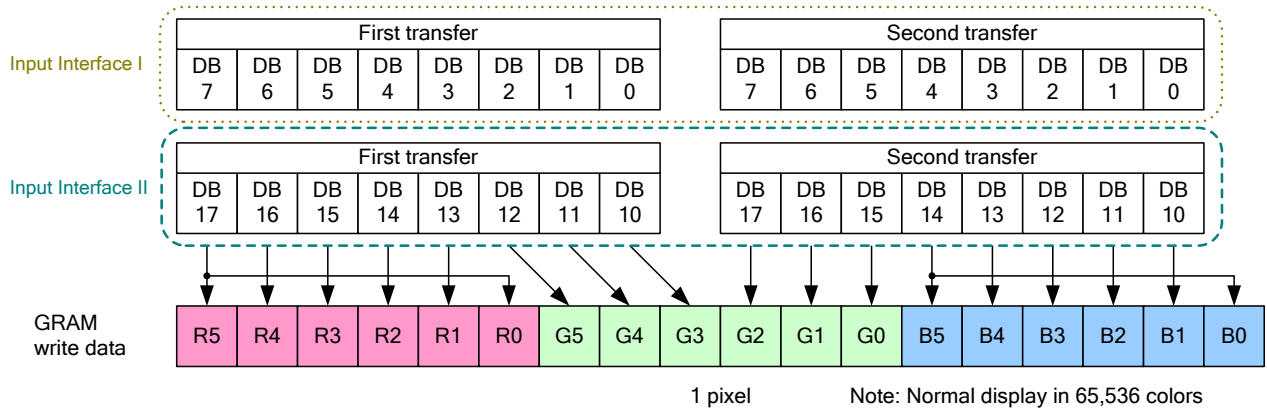 First transfer Second transfer
Input Interface I
DB 7 DB 6 DB 5 DB 4 DB 3 DB 2 DB 1 DB 0 DB 7 DB 6 DB 5 DB 4 DB 3 DB 2 DB 1 DB 0
First transfer Second transfer
Input Interface II
DB 17 DB 16 DB 15 DB 14 DB 13 DB 12 DB 11 DB 10 DB 17 DB 16 DB 15 DB 14 DB 13 DB 12 DB 11 DB 10
GRAM
write data
R5 R4 R3 R2 R1 R0 G5 G4 G3 G2 G1 G0 B5 B4 B3 B2 B1 B0
1 pixel Note: Normal display in 65,536 colors